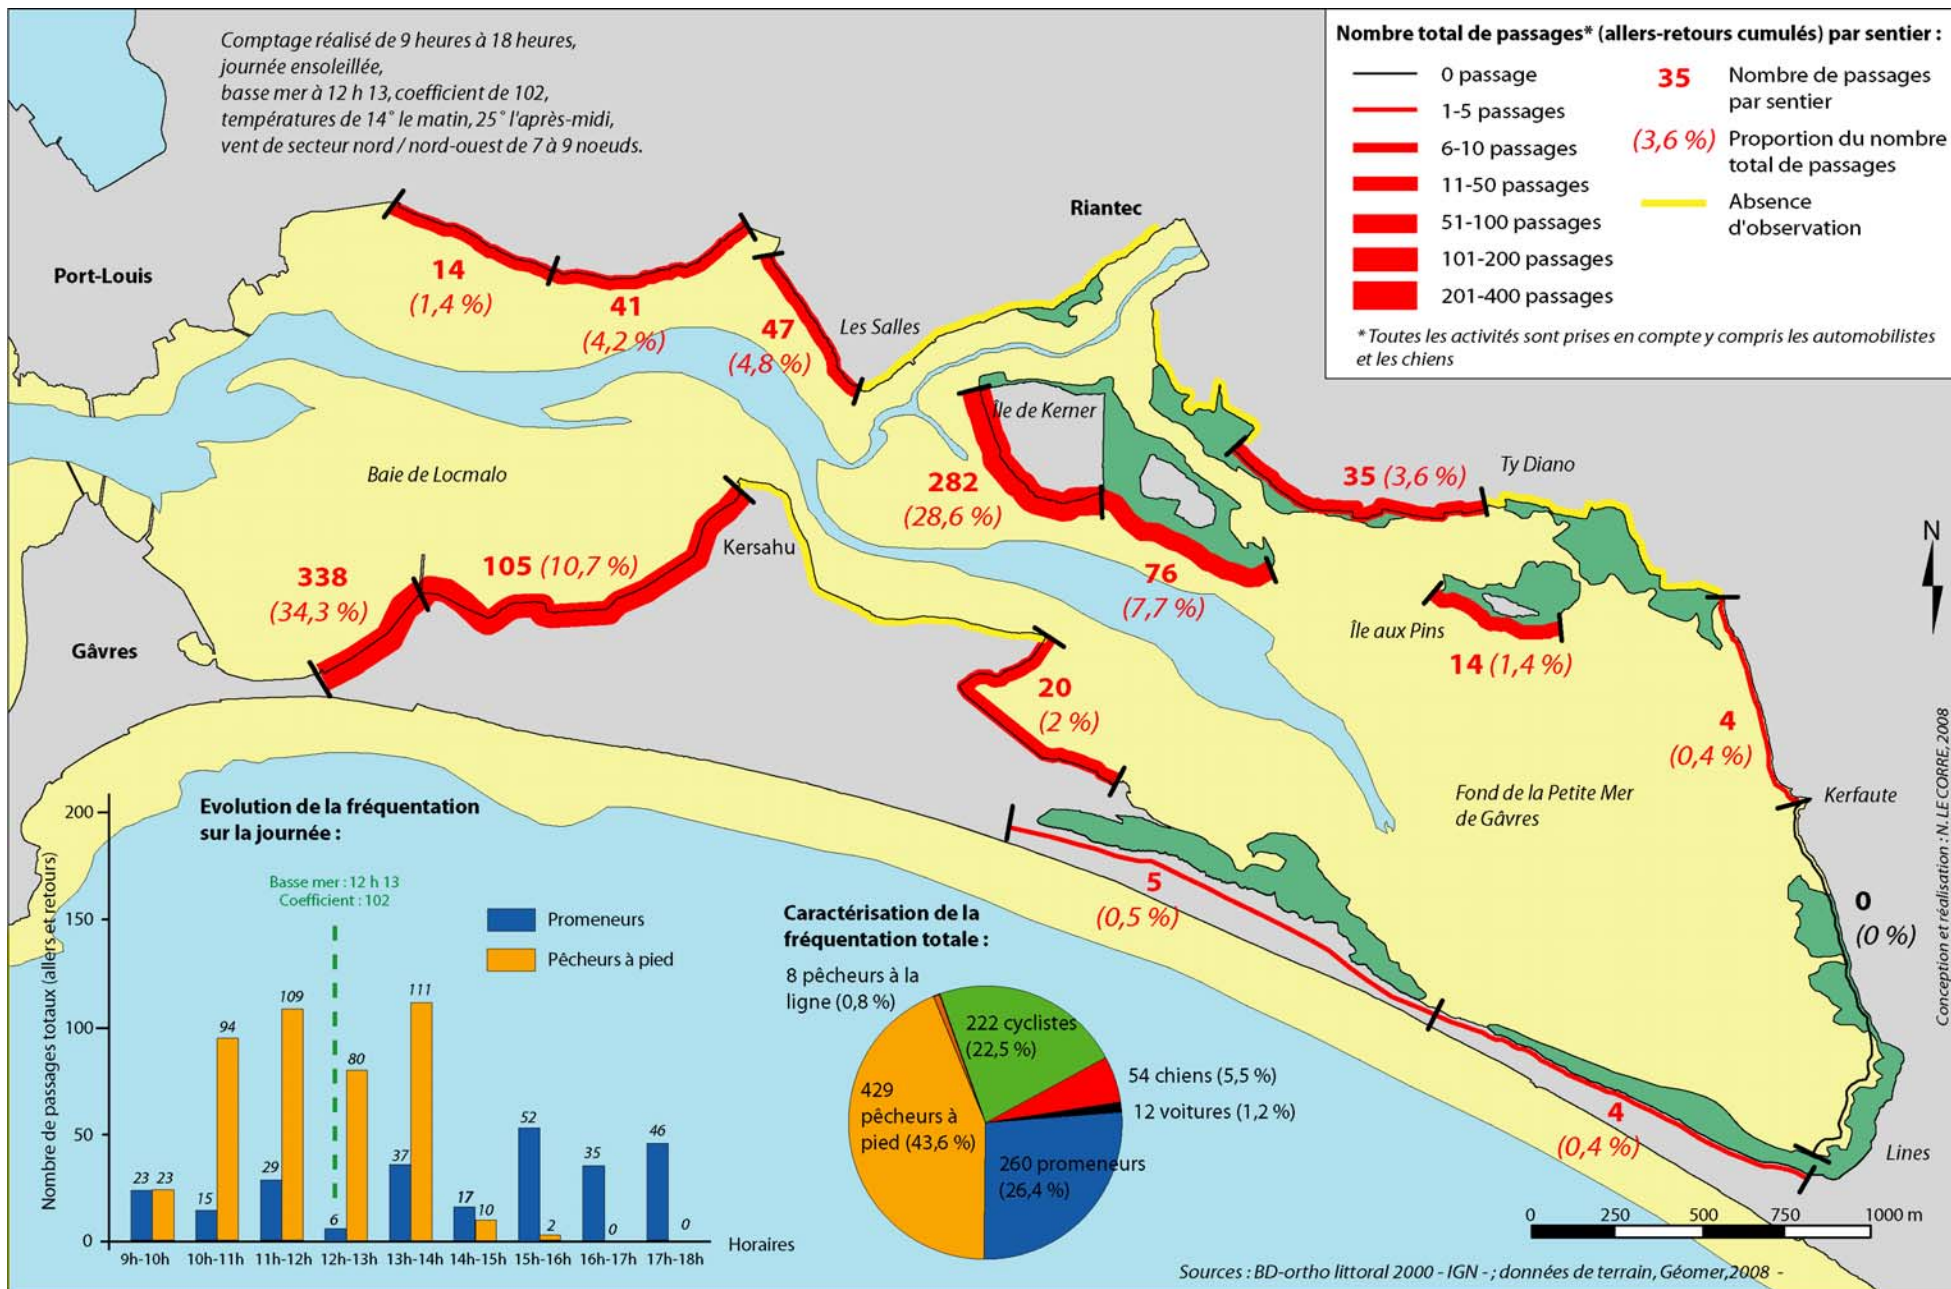 Comptage réalisé de 9 heures à 18 heures,
journée ensoleillée,
basse mer à 12 h 13, coefficient de 102,
températures de 14° le matin, 25° l'après-midi,
vent de secteur nord / nord-ouest de 7 à 9 noeuds.
Nombre total de passages* (allers-retours cumulés) par sentier :
0 passage
1-5 passages
6-10 passages
11-50 passages
51-100 passages
101-200 passages
201-400 passages
35 Nombre de passages
par sentier
(3,6 %) Proportion du nombre
total de passages
Absence
d'observation
*Toutes les activités sont prises en compte y compris les automobilistes
et les chiens
Port-Louis
Riantec
14
(1,4 %)
41
(4,2 %)
47
(4,8 %)
Les Salles
Île de Kerner
Baie de Locmalo
282
(28,6 %)
35 (3,6 %)
Ty Diano
N
Kersahu
338
(34,3 %)
105 (10,7 %)
76
(7,7 %)
Gâvres
Île aux Pins
14 (1,4 %)
20
(2 %)
4
(0,4 %)
Fond de la Petite Mer
de Gâvres
Kerfaute
5
(0,5 %)
0
(0 %)
4
(0,4 %)
Lines
Conception et réalisation : N. LE CORRE, 2008
Evolution de la fréquentation
sur la journée :
Nombre de passages totaux (allers et retours)
200
150
100
50
0
Basse mer : 12 h 13
Coefficient : 102
Promeneurs
Pêcheurs à pied
23 23
15 94
29 109
6 80
37 111
17 10
52 2
35 0
46 0
9h-10h 10h-11h 11h-12h 12h-13h 13h-14h 14h-15h 15h-16h 16h-17h 17h-18h
Horaires
Caractérisation de la
fréquentation totale :
8 pêcheurs à la
ligne (0,8 %)
222 cyclistes
(22,5 %)
54 chiens (5,5 %)
12 voitures (1,2 %)
429
pêcheurs à
pied (43,6 %)
260 promeneurs
(26,4 %)
0 250 500 750 1000 m
Sources : BD-ortho littoral 2000 - IGN - ; données de terrain, Géomer,2008 -